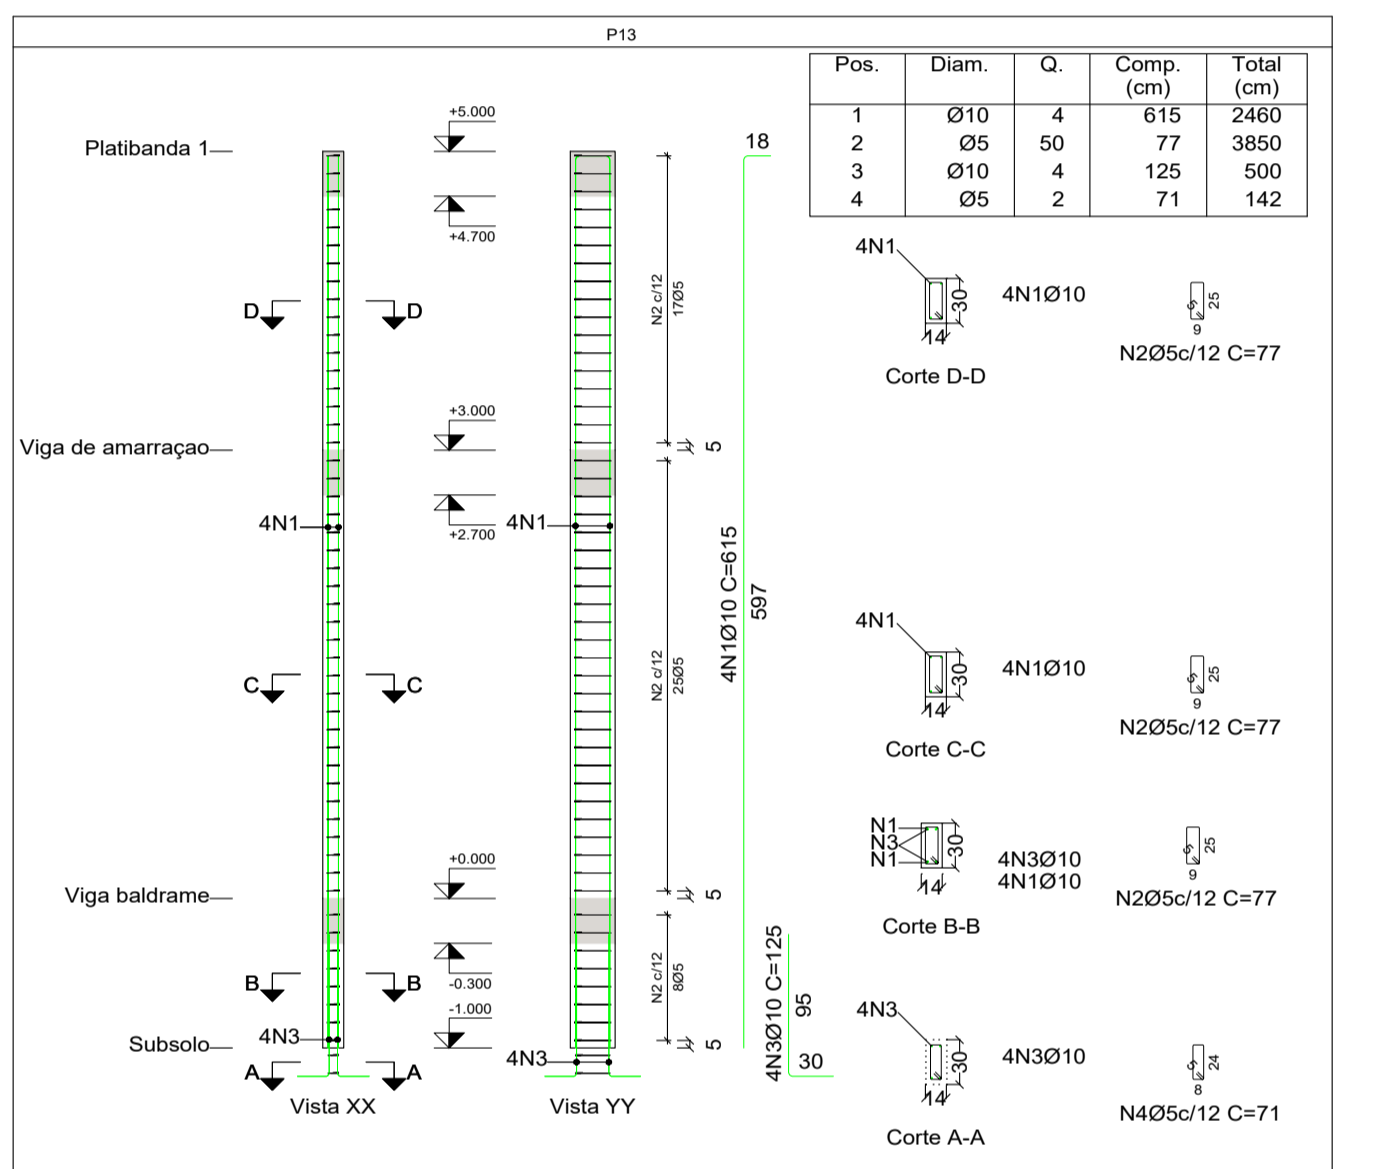 P13
Pos. Diam. Q. Comp. (cm) Total (cm)
1 Ø10 4 615 2460
2 Ø5 50 77 3850
3 Ø10 4 125 500
4 Ø5 2 71 142
Platibanda 1
+5.000
+4.700
18
D D
N2 c/12
17Ø5
4N1
30
14
4N1Ø10
25
5
9
N2Ø5c/12 C=77
Corte D-D
Viga de amarraçao
+3.000
+2.700
5
4N1
4N1
4N1Ø10 C=615
597
C C
N2 c/12
25Ø5
4N1
30
14
4N1Ø10
25
5
9
N2Ø5c/12 C=77
Corte C-C
Viga baldrame
+0.000
-0.300
5
N1
N3
N1
30
14
4N3Ø10
4N1Ø10
25
5
9
N2Ø5c/12 C=77
Corte B-B
B B
N2 c/12
8Ø5
4N3Ø10 C=125
95
30
Subsolo
-1.000
5
4N3
4N3
A A
4N3
30
14
4N3Ø10
24
5
8
N4Ø5c/12 C=71
Corte A-A
Vista XX
Vista YY